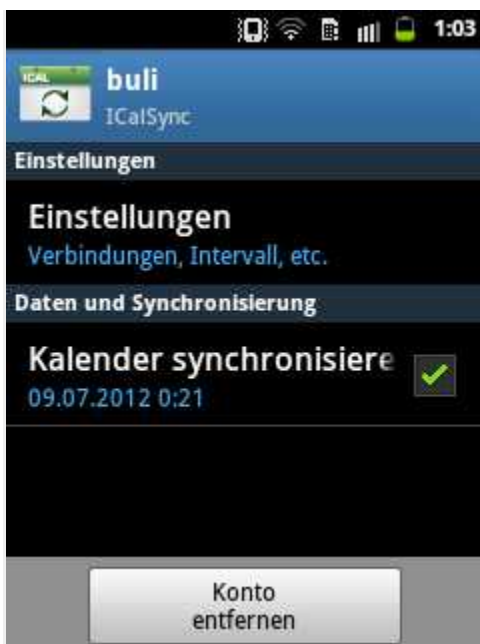 1:03
ICAL
buli
ICalSync
Einstellungen
Einstellungen
Verbindungen, Intervall, etc.
Daten und Synchronisierung
Kalender synchronisiere
09.07.2012 0:21
Konto
entfernen